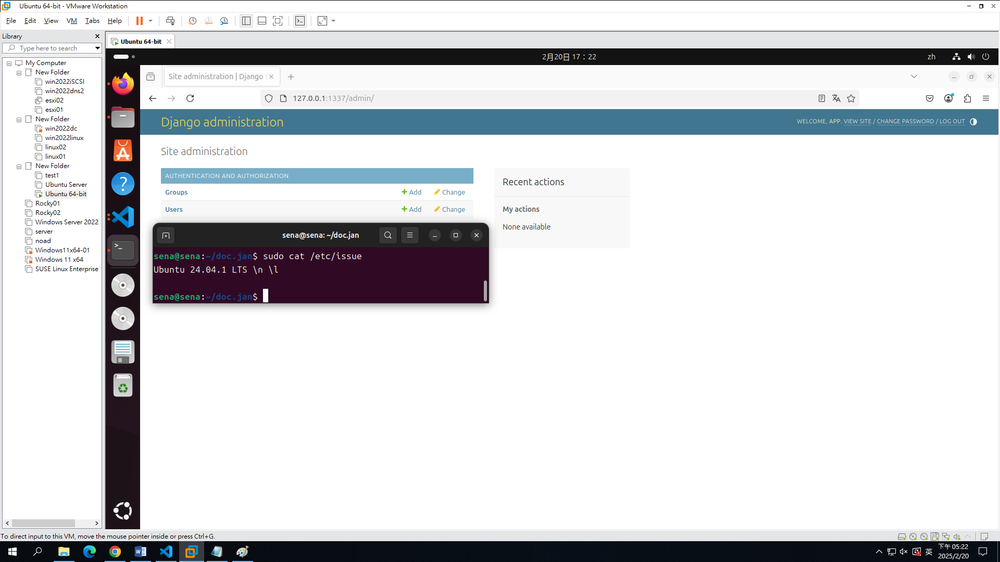 Ubuntu 64-bit - VMware Workstation
File Edit View VM Tabs Help
Library
Type here to search
My Computer
New Folder
win2022iSCSI
win2022dns2
esxi02
esxi01
New Folder
win2022dc
win2022linux
linux02
linux01
New Folder
test1
Ubuntu Server
Ubuntu 64-bit
Rocky01
Rocky02
Windows Server 2022
server
noad
Windows11x64-01
Windows 11 x64
SUSE Linux Enterprise
Ubuntu 64-bit
2月20日 17：22
zh
Site administration | Django
127.0.0.1:1337/admin/
Django administration
WELCOME, APP. VIEW SITE / CHANGE PASSWORD / LOG OUT
Site administration
AUTHENTICATION AND AUTHORIZATION
Groups Add Change
Users Add Change
Recent actions
My actions
None available
sena@sena: ~/doc.jan
sena@sena:~/doc.jan$ sudo cat /etc/issue
Ubuntu 24.04.1 LTS \n \l
sena@sena:~/doc.jan$
To direct input to this VM, move the mouse pointer inside or press Ctrl+G.
英
下午 05:22
2025/2/20